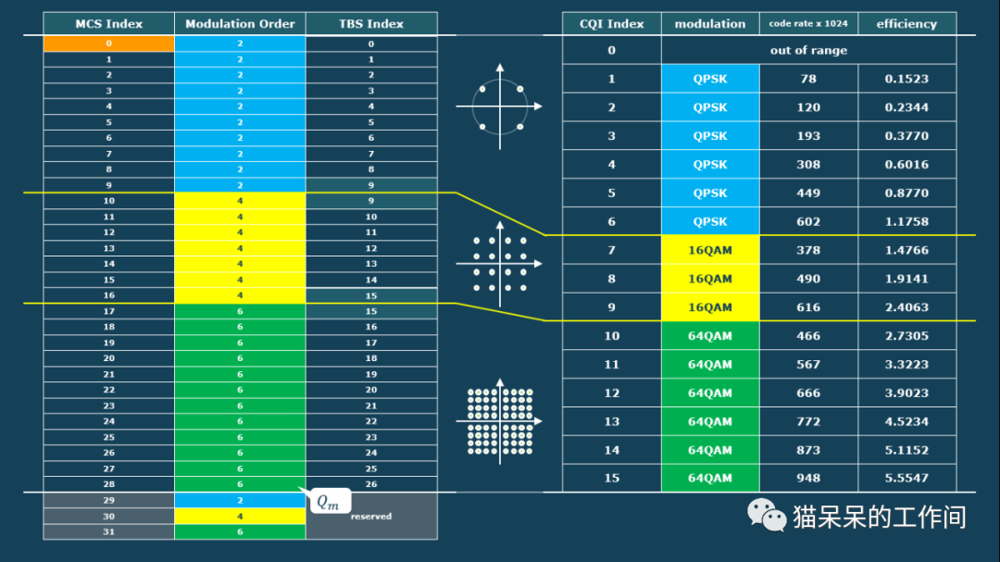 MCS Index Modulation Order TBS Index
0 2 0
1 2 1
2 2 2
3 2 3
4 2 4
5 2 5
6 2 6
7 2 7
8 2 8
9 2 9
10 4 9
11 4 10
12 4 11
13 4 12
14 4 13
15 4 14
16 4 15
17 6 15
18 6 16
19 6 17
20 6 18
21 6 19
22 6 20
23 6 21
24 6 22
25 6 23
26 6 24
27 6 25
28 6 26
29 2
30 4 reserved
31 6
Qm
CQI Index modulation code rate x 1024 efficiency
0 out of range
1 QPSK 78 0.1523
2 QPSK 120 0.2344
3 QPSK 193 0.3770
4 QPSK 308 0.6016
5 QPSK 449 0.8770
6 QPSK 602 1.1758
7 16QAM 378 1.4766
8 16QAM 490 1.9141
9 16QAM 616 2.4063
10 64QAM 466 2.7305
11 64QAM 567 3.3223
12 64QAM 666 3.9023
13 64QAM 772 4.5234
14 64QAM 873 5.1152
15 64QAM 948 5.5547
猫呆呆的工作间